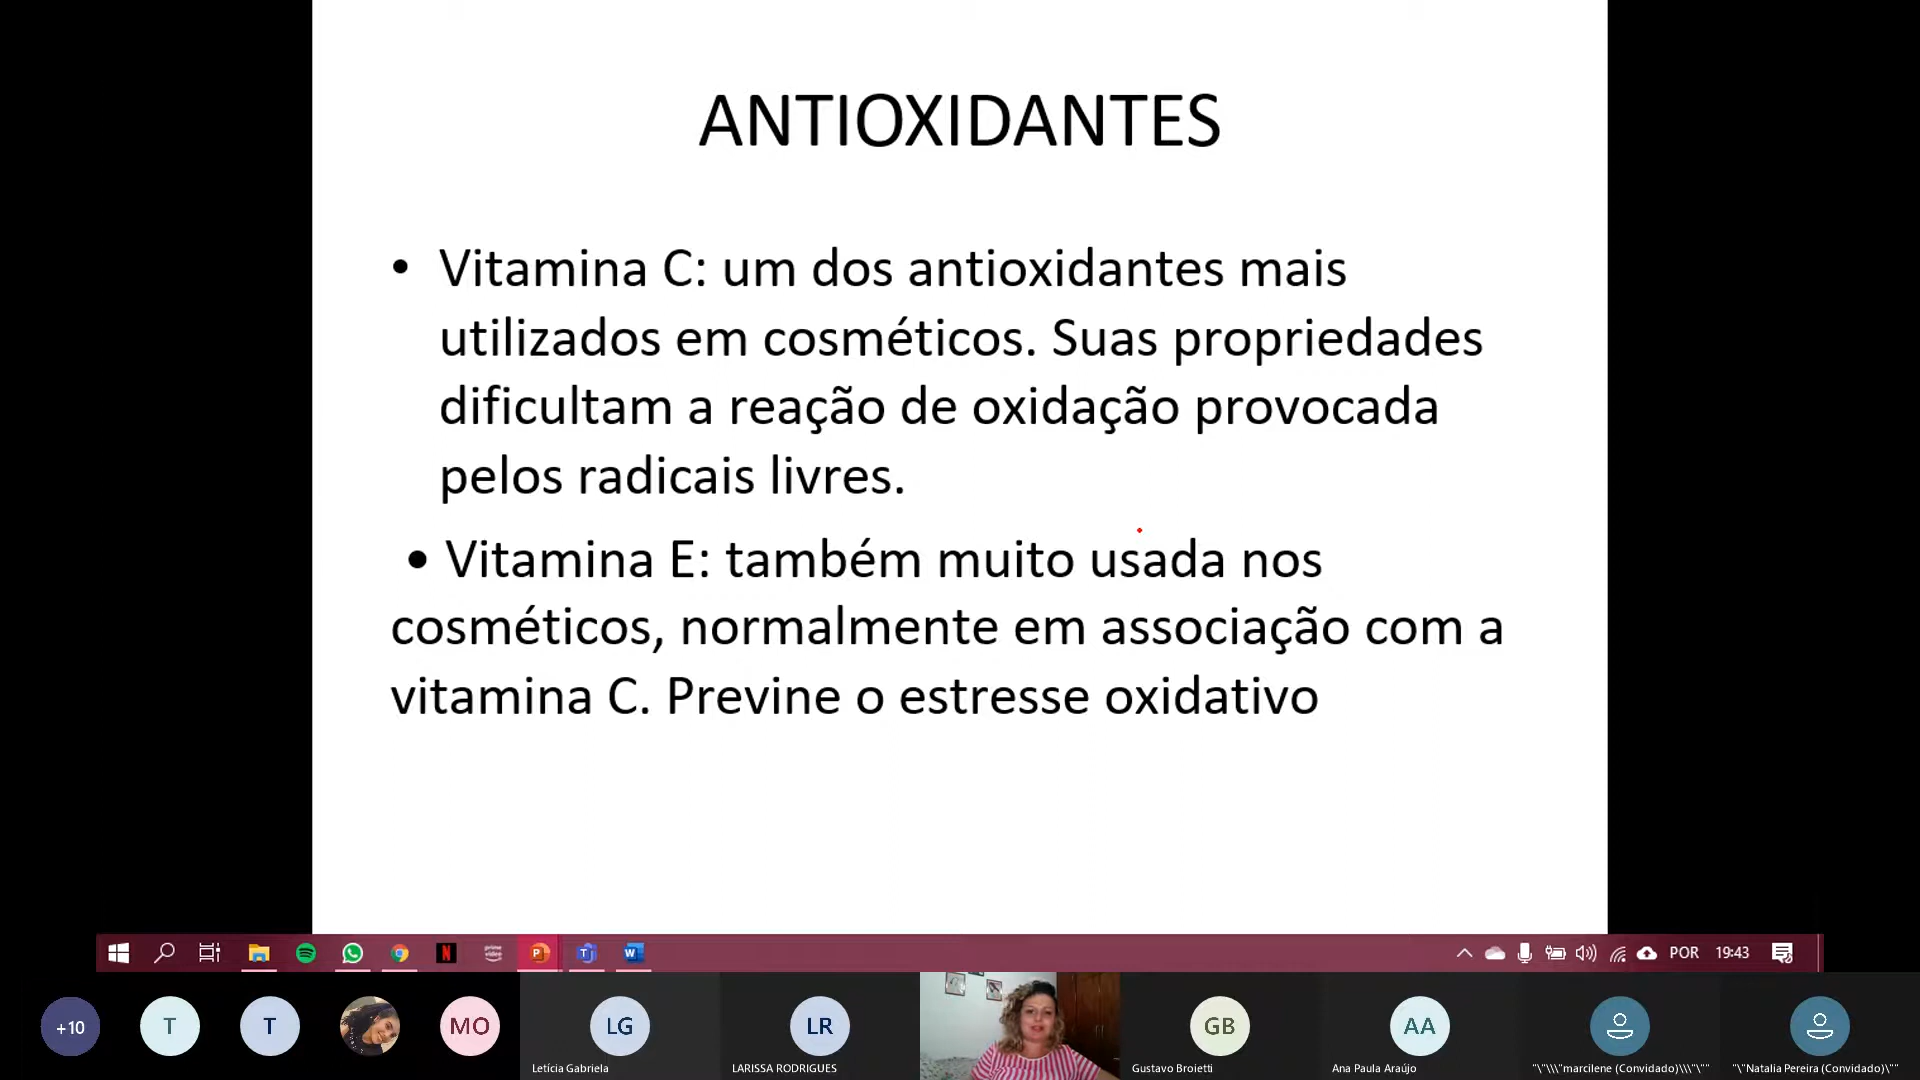 ANTIOXIDANTES
• Vitamina C: um dos antioxidantes mais
utilizados em cosméticos. Suas propriedades
dificultam a reação de oxidação provocada
pelos radicais livres.
• Vitamina E: também muito usada nos
cosméticos, normalmente em associação com a
vitamina C. Previne o estresse oxidativo
N
prime video
P
T
W
POR
19:43
+10
T
T
MO
LG
LR
GB
AA
Letícia Gabriela
LARISSA RODRIGUES
Gustavo Broietti
Ana Paula Araújo
"\"\\\"marcilene (Convidado)\\\"\""
"\"Natalia Pereira (Convidado)\""